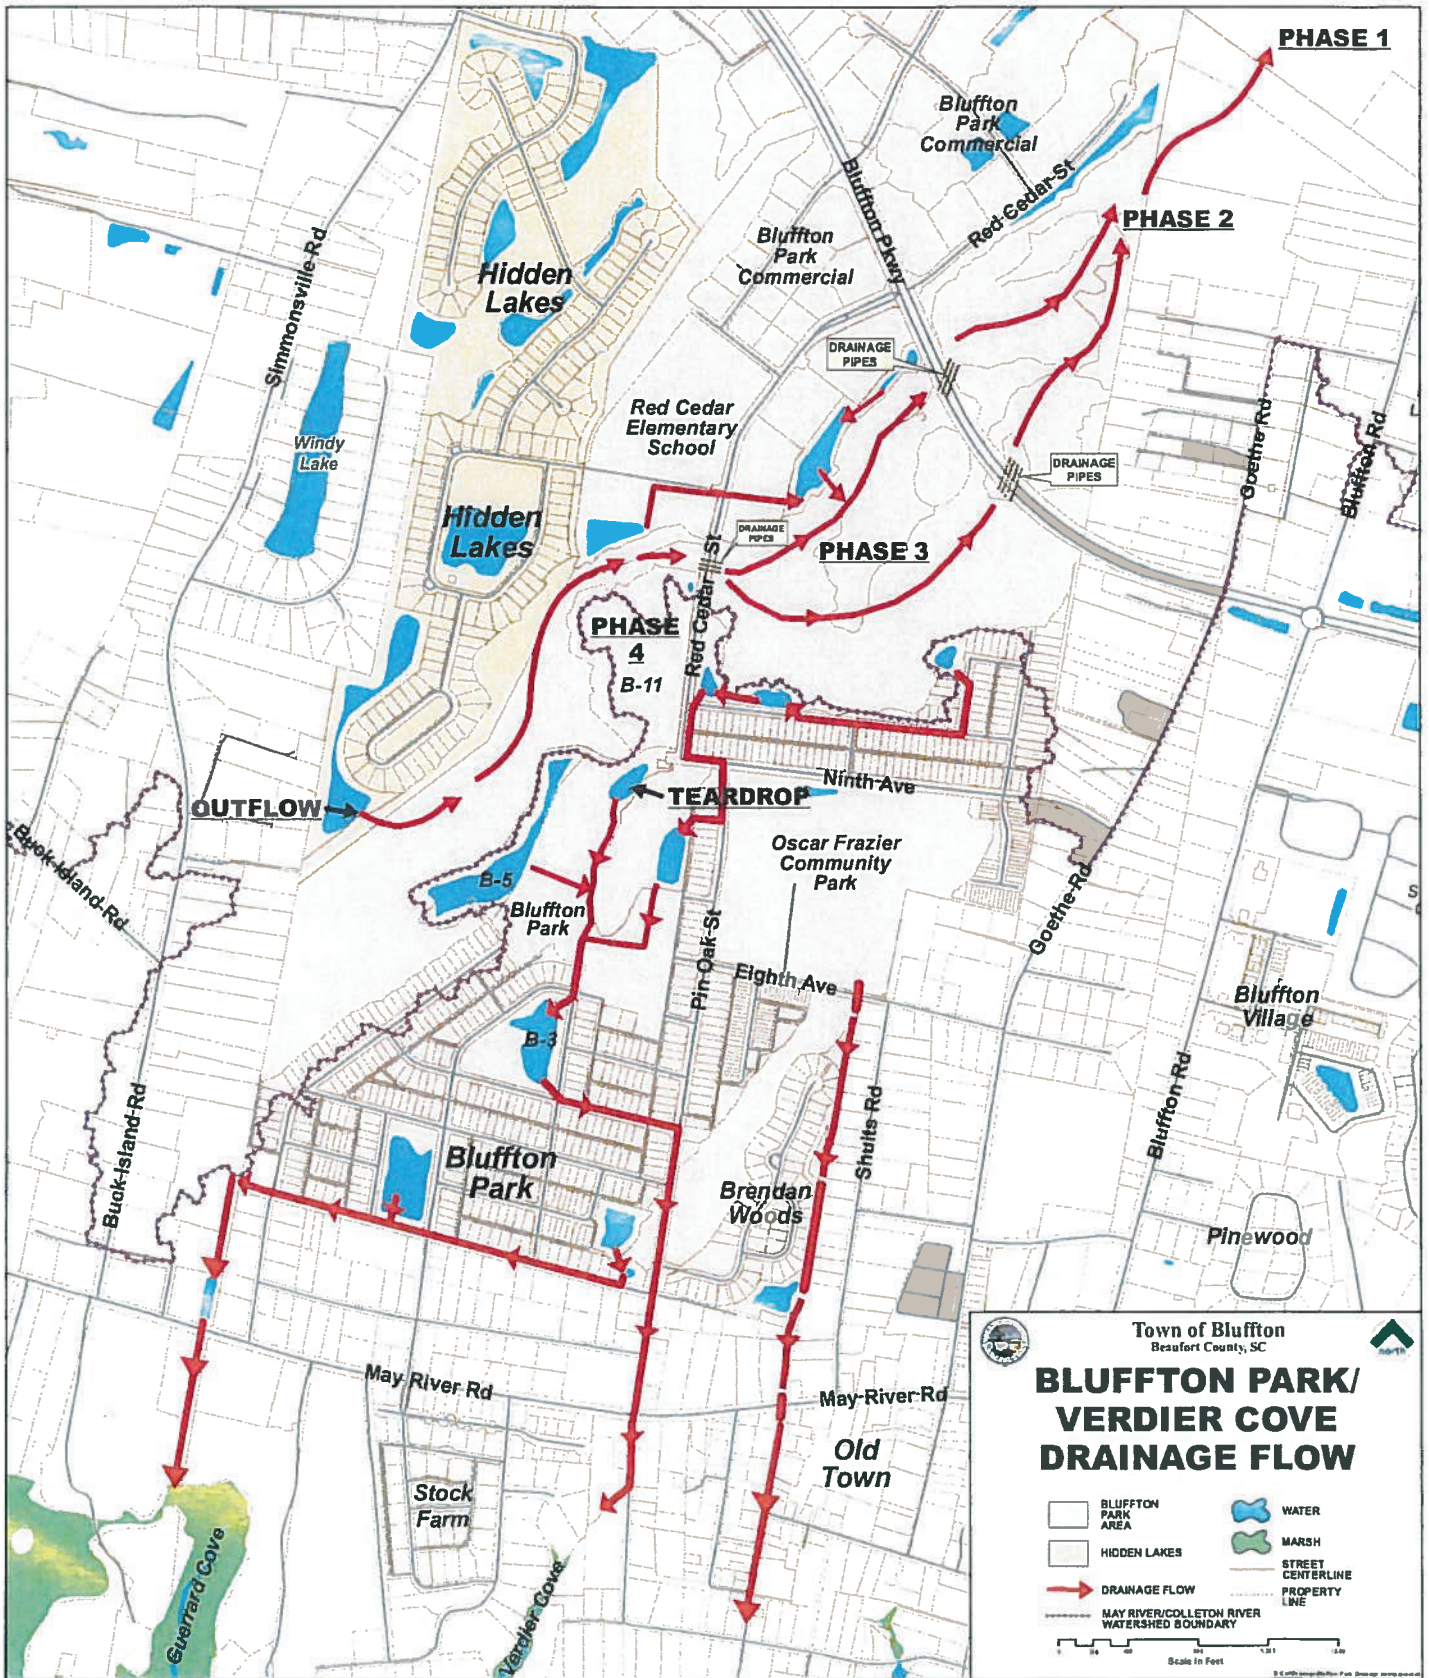 PHASE 1
Bluffton
Park
Commercial
Red Cedar St
Bluffton Pkwy
PHASE 2
Bluffton
Park
Commercial
Simmonsville Rd
Hidden
Lakes
DRAINAGE
PIPES
Red Cedar
Elementary
School
Windy
Lake
Goethe Rd
Bluffton Rd
DRAINAGE
PIPES
Hidden
Lakes
DRAINAGE
PIPES
PHASE 3
Red Cedar St
PHASE
4
B-11
OUTFLOW
TEARDROP
Ninth Ave
Buck Island Rd
Oscar Frazier
Community
Park
B-5
Bluffton
Park
Goethe Rd
Pin Oak St
Eighth Ave
Bluffton
Village
B-3
Buck Island Rd
Shults Rd
Bluffton Rd
Bluffton
Park
Brendan
Woods
Pinewood
May River Rd
May River Rd
Old
Town
Stock
Farm
Guerrard Cove
Verdier Cove
Town of Bluffton
Beaufort County, SC
north
BLUFFTON PARK/
VERDIER COVE
DRAINAGE FLOW
BLUFFTON
PARK
AREA
WATER
MARSH
HIDDEN LAKES
STREET
CENTERLINE
DRAINAGE FLOW
PROPERTY
LINE
MAY RIVER/COLLETON RIVER
WATERSHED BOUNDARY
Scale in Feet